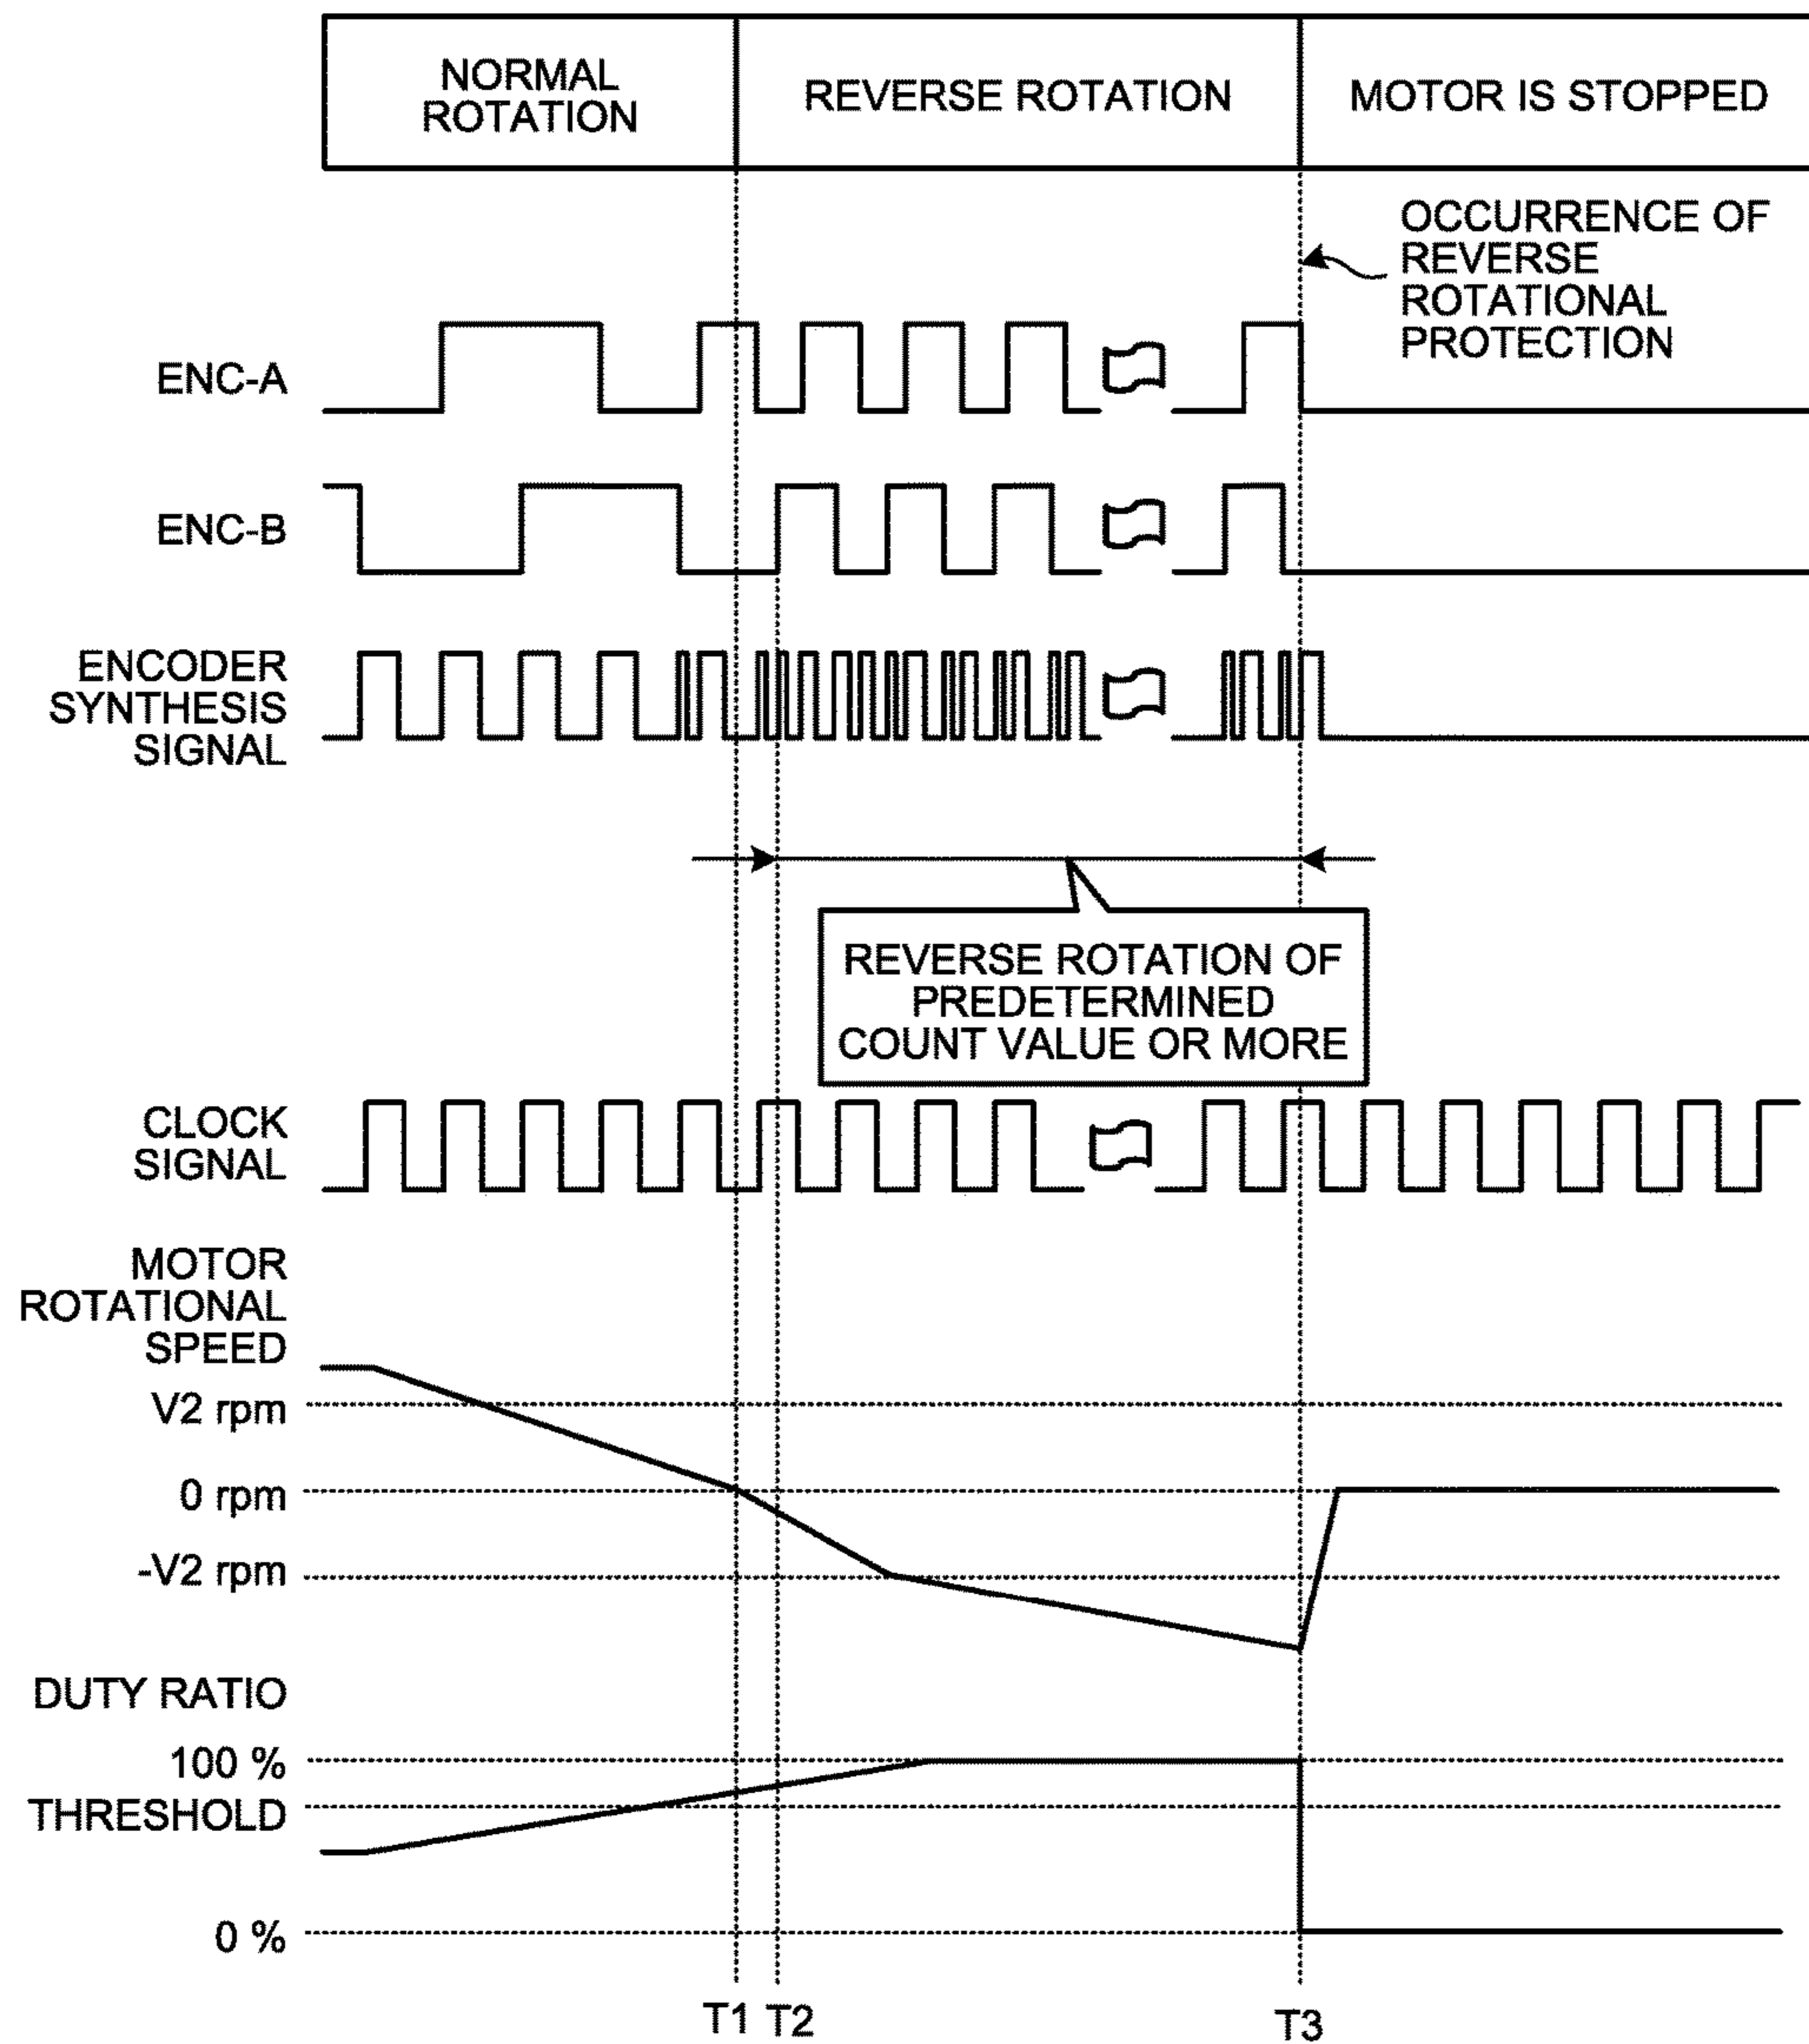 NORMAL
ROTATION
REVERSE ROTATION
MOTOR IS STOPPED
OCCURRENCE OF
REVERSE
ROTATIONAL
PROTECTION
ENC-A
ENC-B
ENCODER
SYNTHESIS
SIGNAL
REVERSE ROTATION OF
PREDETERMINED
COUNT VALUE OR MORE
CLOCK
SIGNAL
MOTOR
ROTATIONAL
SPEED
V2 rpm
0 rpm
-V2 rpm
DUTY RATIO
100 %
THRESHOLD
0 %
T1 T2 T3